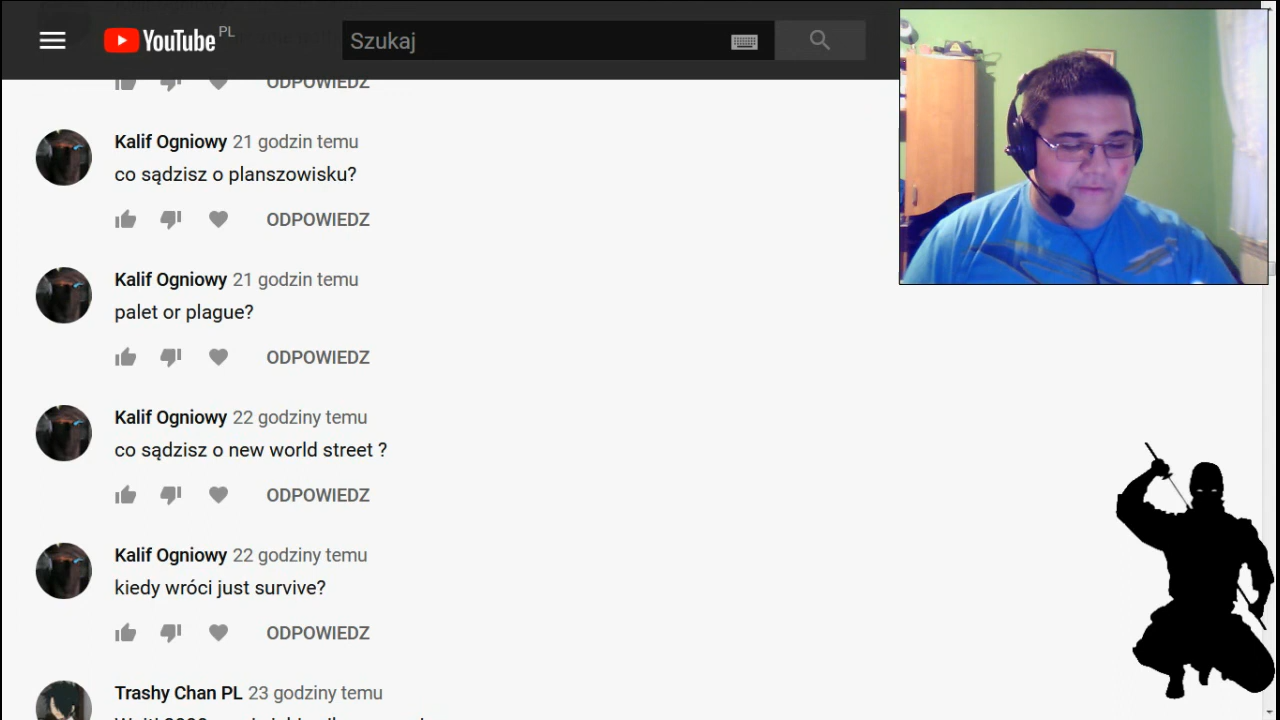 YouTube PL
Szukaj
ODPOWIEDZ
Kalif Ogniowy 21 godzin temu
co sądzisz o planszowisku?
ODPOWIEDZ
Kalif Ogniowy 21 godzin temu
palet or plague?
ODPOWIEDZ
Kalif Ogniowy 22 godziny temu
co sądzisz o new world street ?
ODPOWIEDZ
Kalif Ogniowy 22 godziny temu
kiedy wróci just survive?
ODPOWIEDZ
Trashy Chan PL 23 godziny temu